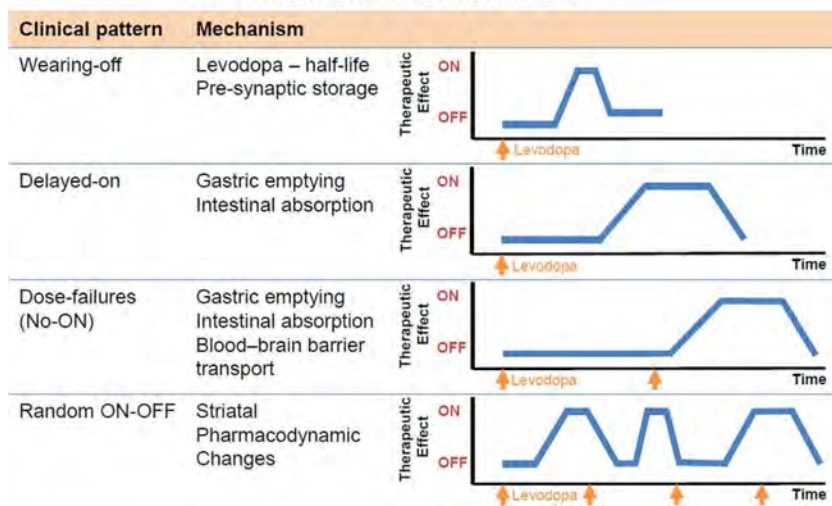 Clinical pattern Mechanism
Wearing-off Levodopa – half-life
Pre-synaptic storage
Therapeutic
Effect
ON
OFF
Levodopa Time
Delayed-on Gastric emptying
Intestinal absorption
Therapeutic
Effect
ON
OFF
Levodopa Time
Dose-failures Gastric emptying
(No-ON) Intestinal absorption
Blood–brain barrier
transport
Therapeutic
Effect
ON
OFF
Levodopa Time
Random ON-OFF Striatal
Pharmacodynamic
Changes
Therapeutic
Effect
ON
OFF
Levodopa Time